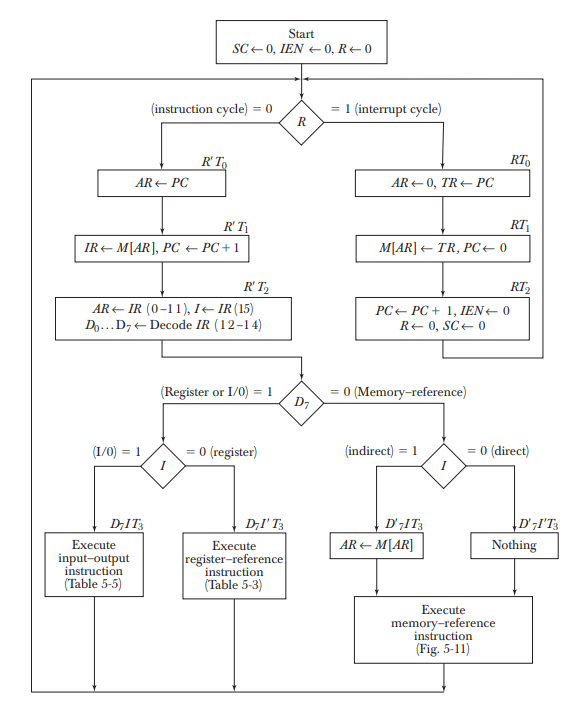 Start
SC ← 0, IEN ← 0, R ← 0
(instruction cycle) = 0
= 1 (interrupt cycle)
R
R'T₀
AR ← PC
RT₀
AR ← 0, TR ← PC
R'T₁
IR ← M[AR], PC ← PC + 1
RT₁
M[AR] ← TR, PC ← 0
R'T₂
AR ← IR (0–11), I ← IR(15)
D₀...D₇ ← Decode IR (12–14)
RT₂
PC ← PC + 1, IEN ← 0
R ← 0, SC ← 0
(Register or I/0) = 1
= 0 (Memory–reference)
D₇
(I/0) = 1
= 0 (register)
I
(indirect) = 1
= 0 (direct)
I
D₇IT₃
Execute
input–output
instruction
(Table 5-5)
D₇I'T₃
Execute
register–reference
instruction
(Table 5-3)
D'₇IT₃
AR ← M[AR]
D'₇I'T₃
Nothing
Execute
memory–reference
instruction
(Fig. 5-11)